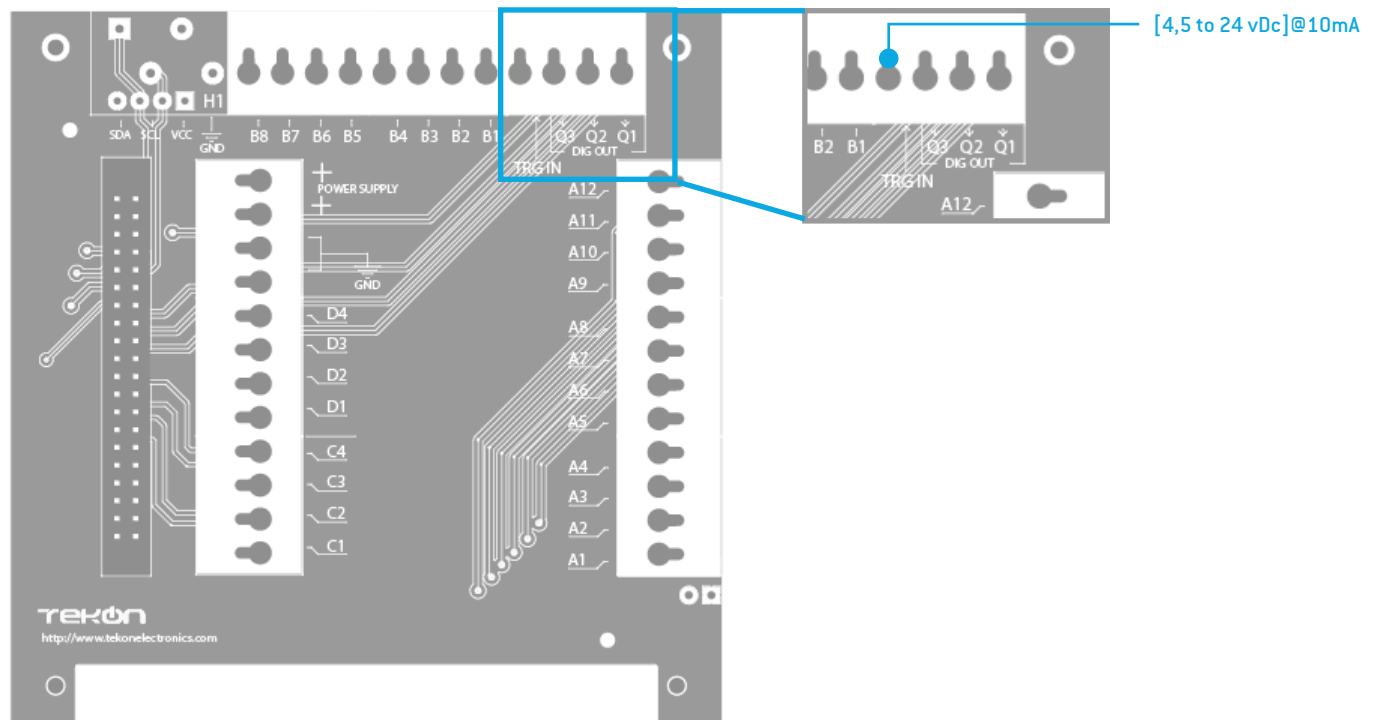 [4,5 to 24 vDc]@10mA
H1
SDA SCL VCC GND B8 B7 B6 B5 B4 B3 B2 B1 Q3 Q2 Q1
DIG OUT
TRG IN
B2 B1 Q3 Q2 Q1
DIG OUT
TRG IN
A12
+
POWER SUPPLY
+
GND
D4
D3
D2
D1
C4
C3
C2
C1
A12
A11
A10
A9
A8
A7
A6
A5
A4
A3
A2
A1
TEKON
http://www.tekonelectronics.com